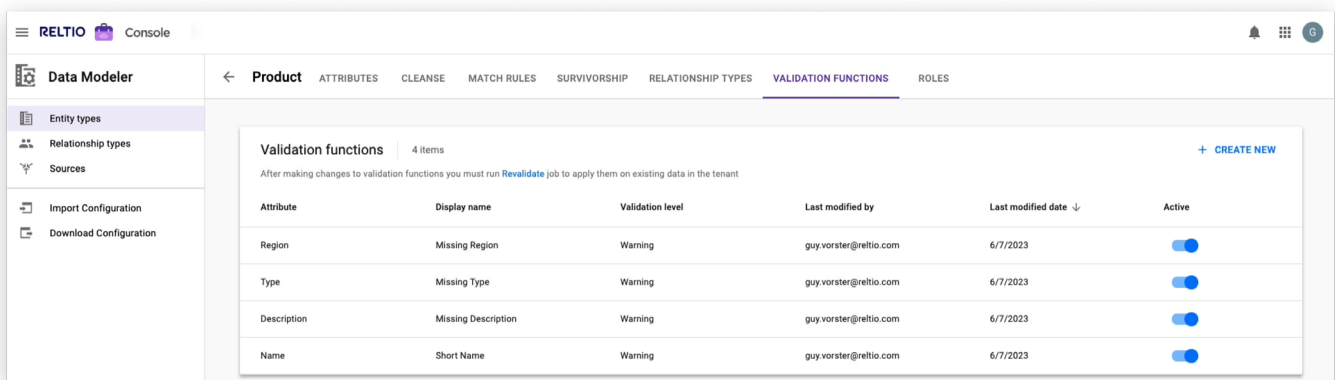 RELTIO Console G
Data Modeler
Product ATTRIBUTES CLEANSE MATCH RULES SURVIVORSHIP RELATIONSHIP TYPES VALIDATION FUNCTIONS ROLES
Entity types
Relationship types
Sources
Import Configuration
Download Configuration
Validation functions 4 items + CREATE NEW
After making changes to validation functions you must run Revalidate job to apply them on existing data in the tenant
Attribute Display name Validation level Last modified by Last modified date Active
Region Missing Region Warning guy.vorster@reltio.com 6/7/2023
Type Missing Type Warning guy.vorster@reltio.com 6/7/2023
Description Missing Description Warning guy.vorster@reltio.com 6/7/2023
Name Short Name Warning guy.vorster@reltio.com 6/7/2023